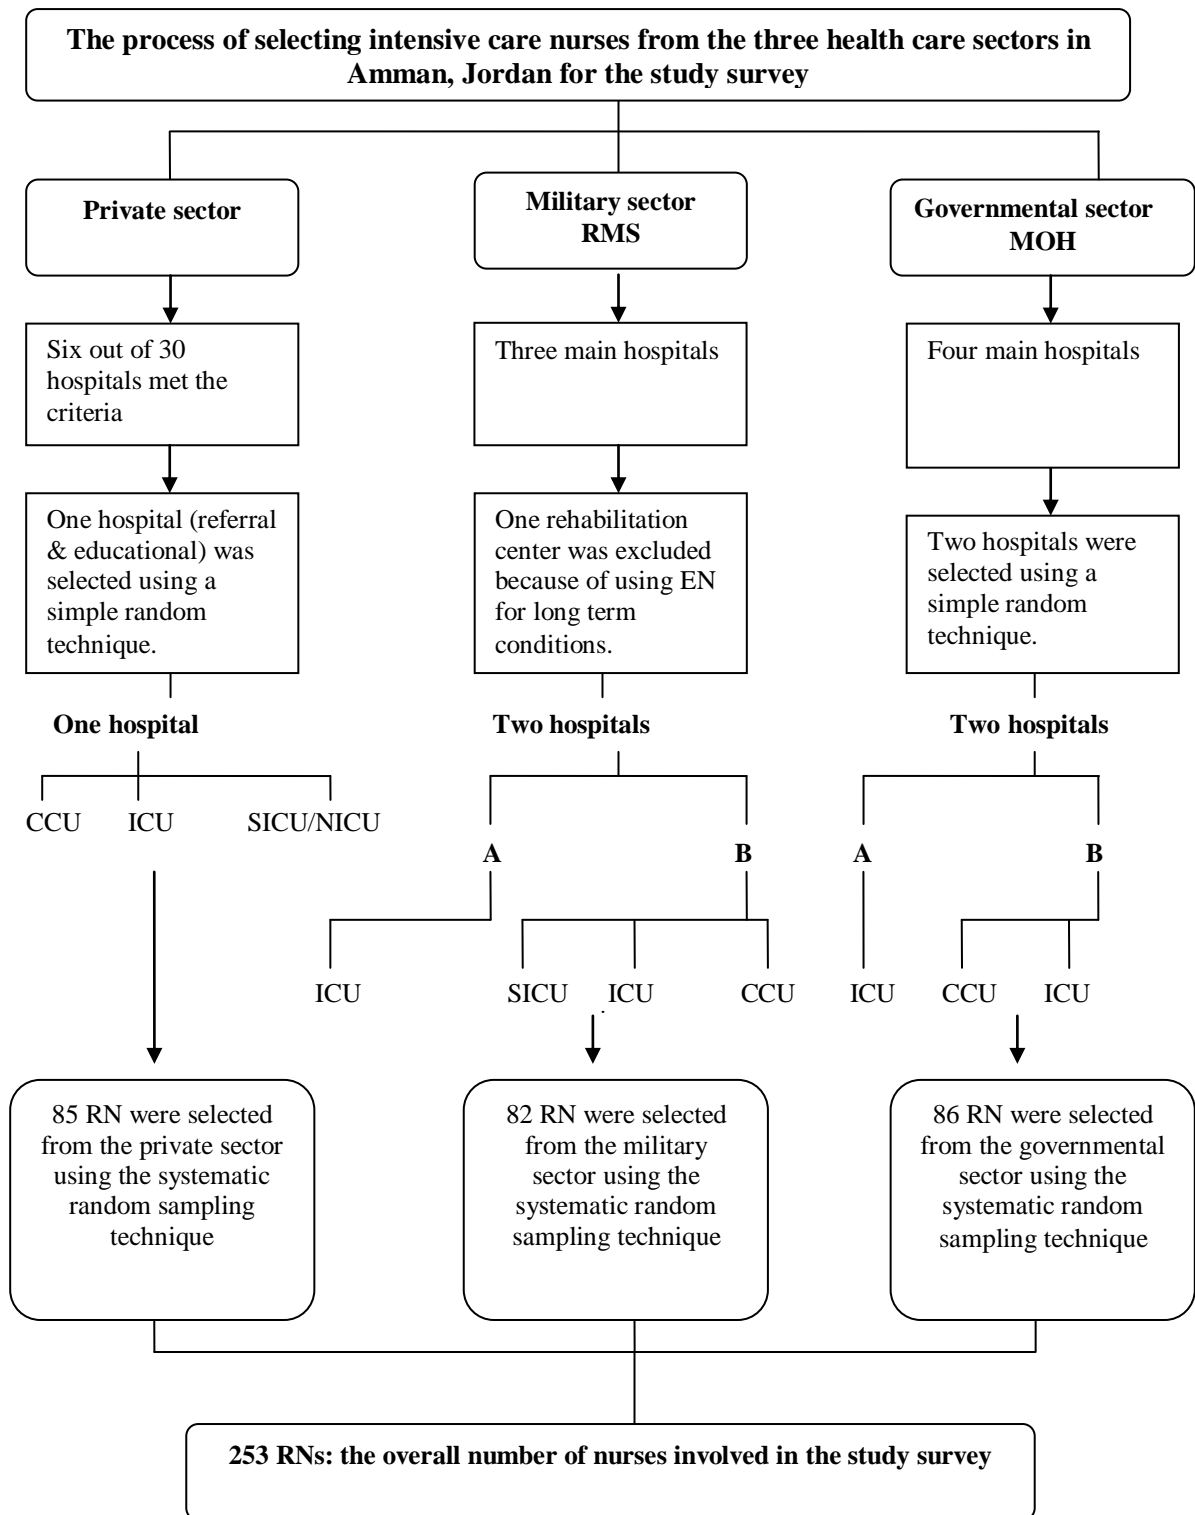 The process of selecting intensive care nurses from the three health care sectors in
Amman, Jordan for the study survey
Private sector
Military sector
RMS
Governmental sector
MOH
Six out of 30
hospitals met the
criteria
Three main hospitals
Four main hospitals
One hospital (referral
& educational) was
selected using a
simple random
technique.
One rehabilitation
center was excluded
because of using EN
for long term
conditions.
Two hospitals were
selected using a
simple random
technique.
One hospital
Two hospitals
Two hospitals
CCU
ICU
SICU/NICU
A
B
A
B
ICU
SICU
ICU
CCU
ICU
CCU
ICU
85 RN were selected
from the private sector
using the systematic
random sampling
technique
82 RN were selected
from the military
sector using the
systematic random
sampling technique
86 RN were selected
from the governmental
sector using the
systematic random
sampling technique
253 RNs: the overall number of nurses involved in the study survey